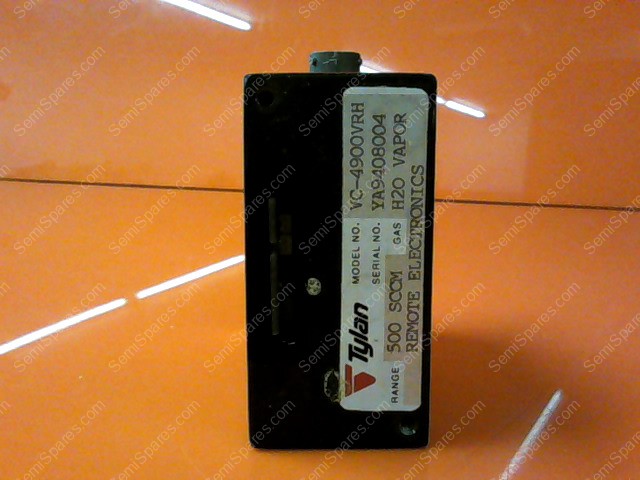 Tylan
MODEL NO. VC-4900VRH
SERIAL NO. YA9408004
RANGE 500 SCCM GAS H2O VAPOR
REMOTE ELECTRONICS
SemiSpares.com